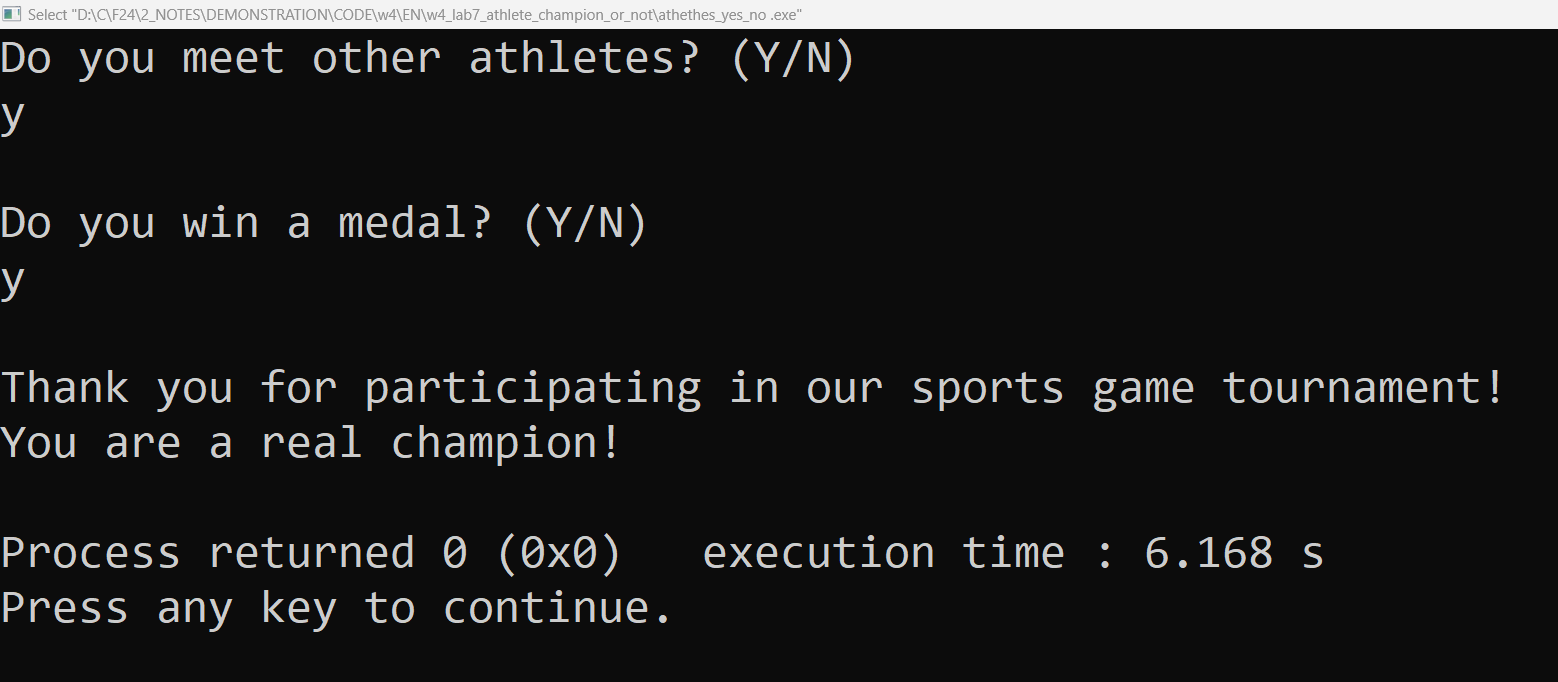 Select "D:\C\F24\2_NOTES\DEMONSTRATION\CODE\w4\EN\w4_lab7_athlete_champion_or_not\athethes_yes_no .exe"
Do you meet other athletes? (Y/N)
y
Do you win a medal? (Y/N)
y
Thank you for participating in our sports game tournament!
You are a real champion!
Process returned 0 (0x0)   execution time : 6.168 s
Press any key to continue.